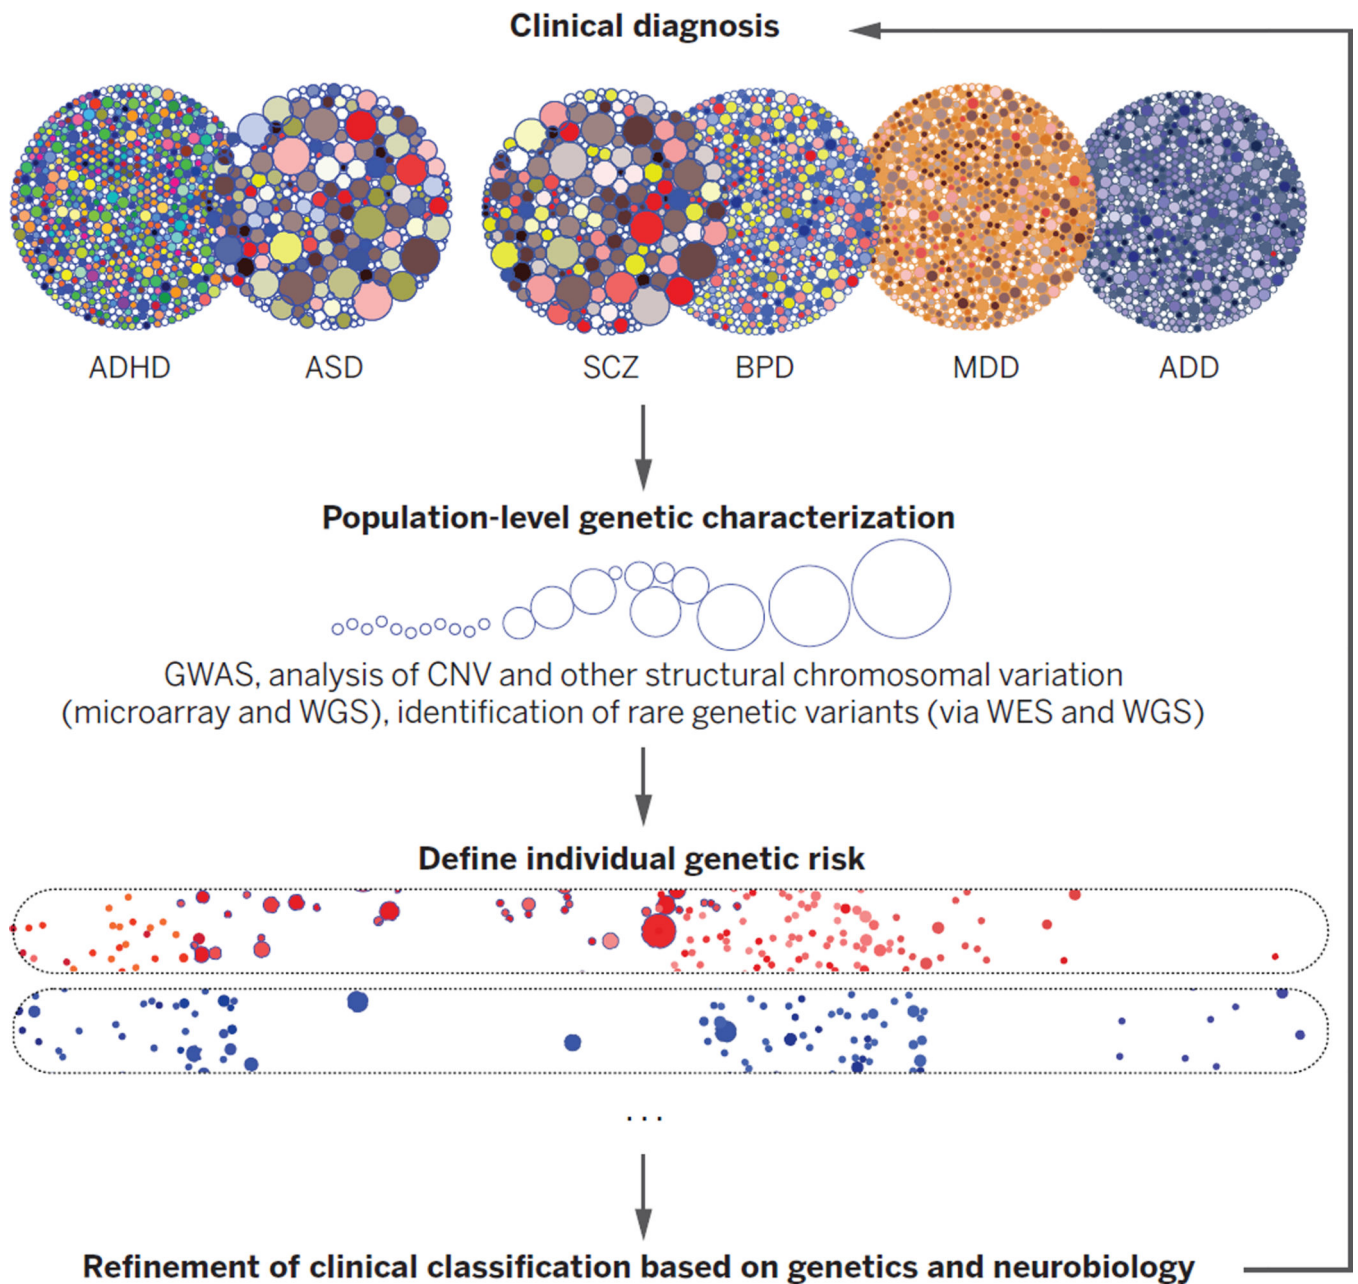 Clinical diagnosis
ADHD ASD SCZ BPD MDD ADD
Population-level genetic characterization
GWAS, analysis of CNV and other structural chromosomal variation
(microarray and WGS), identification of rare genetic variants (via WES and WGS)
Define individual genetic risk
...
Refinement of clinical classification based on genetics and neurobiology